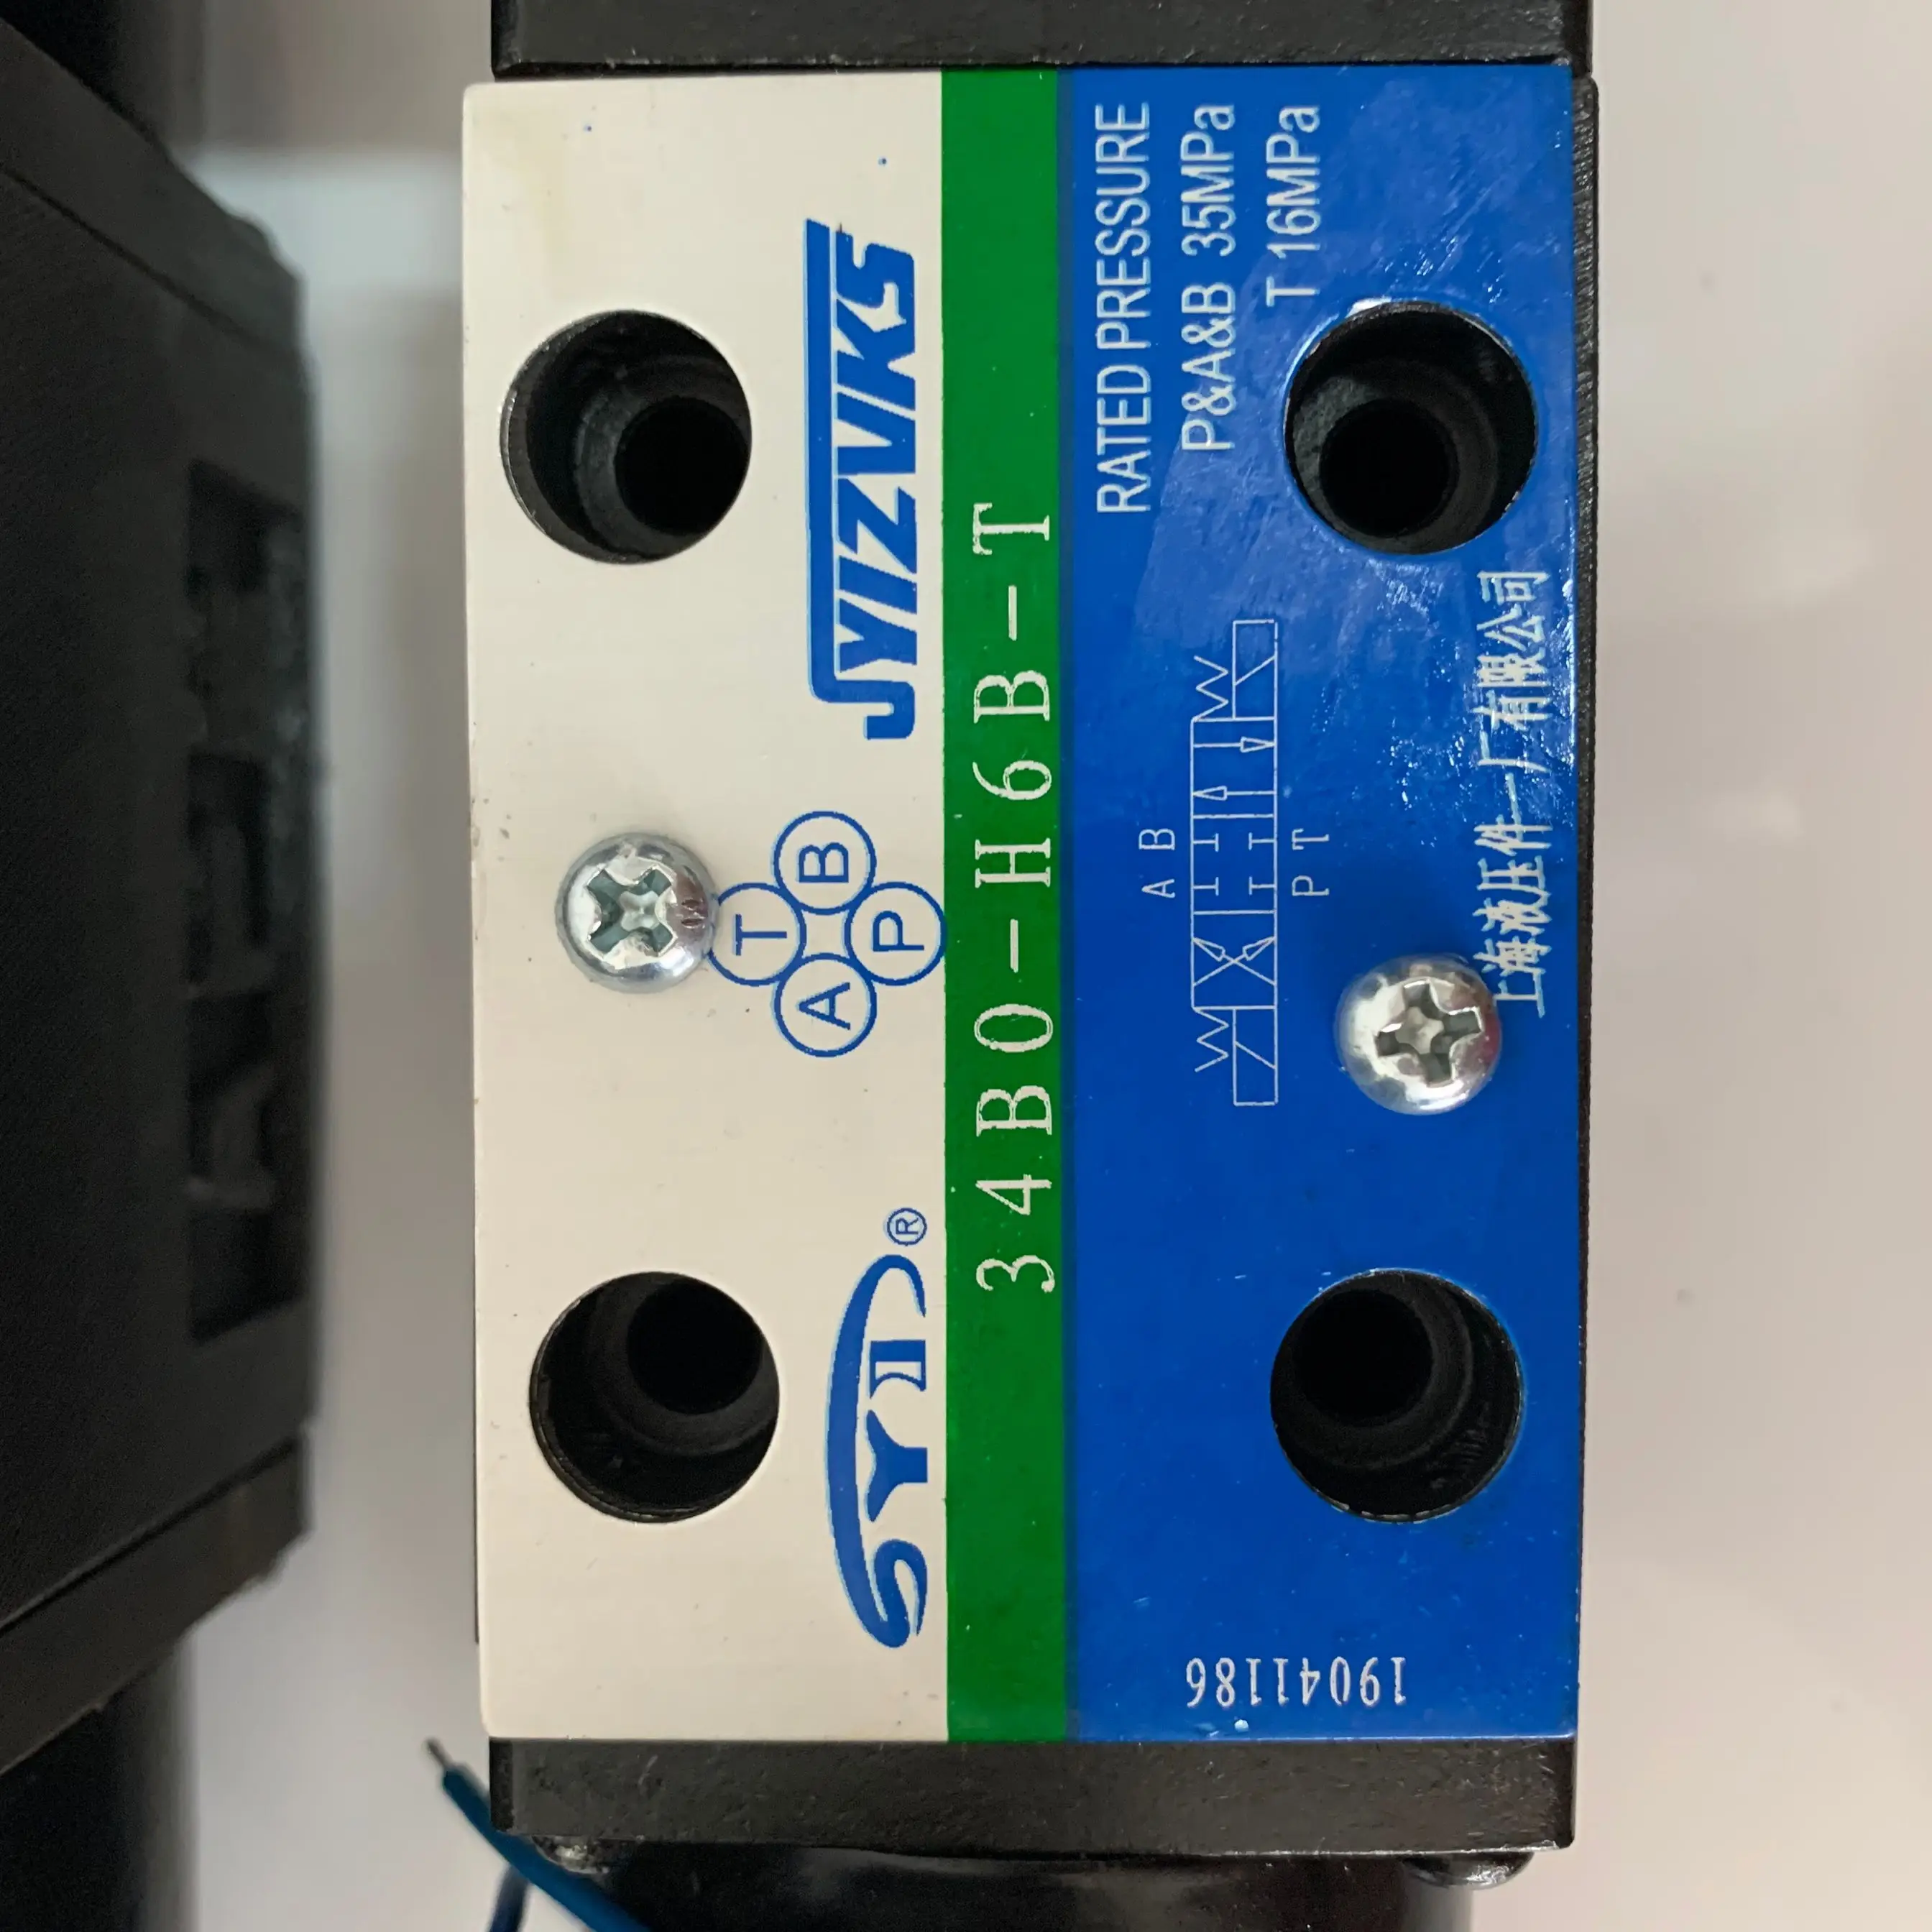 SYI®
T
A B
P
JYIZVKS
34BO-H6B-T
RATED PRESSURE
P&A&B 35MPa
T 16MPa
A B
P T
上海液压件一厂有限公司
19041186